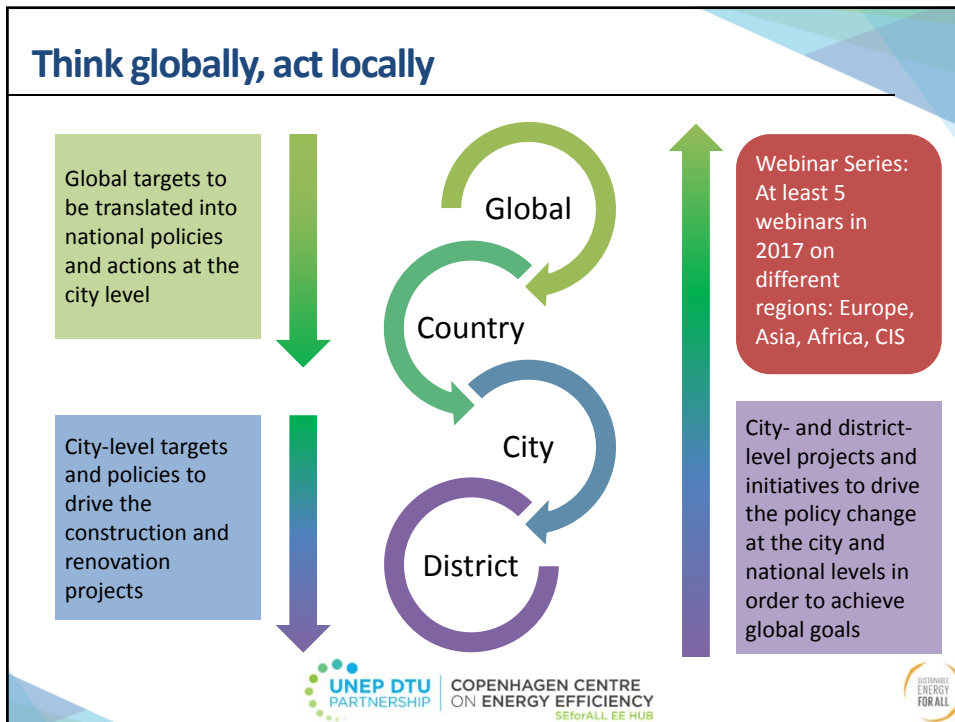 Think globally, act locally
Global targets to
be translated into
national policies
and actions at the
city level
City-level targets
and policies to
drive the
construction and
renovation
projects
Global
Country
City
District
Webinar Series:
At least 5
webinars in
2017 on
different
regions: Europe,
Asia, Africa, CIS
City- and district-
level projects and
initiatives to drive
the policy change
at the city and
national levels in
order to achieve
global goals
UNEP DTU
PARTNERSHIP
COPENHAGEN CENTRE
ON ENERGY EFFICIENCY
SEforALL EE HUB
SUSTAINABLE
ENERGY
FOR ALL